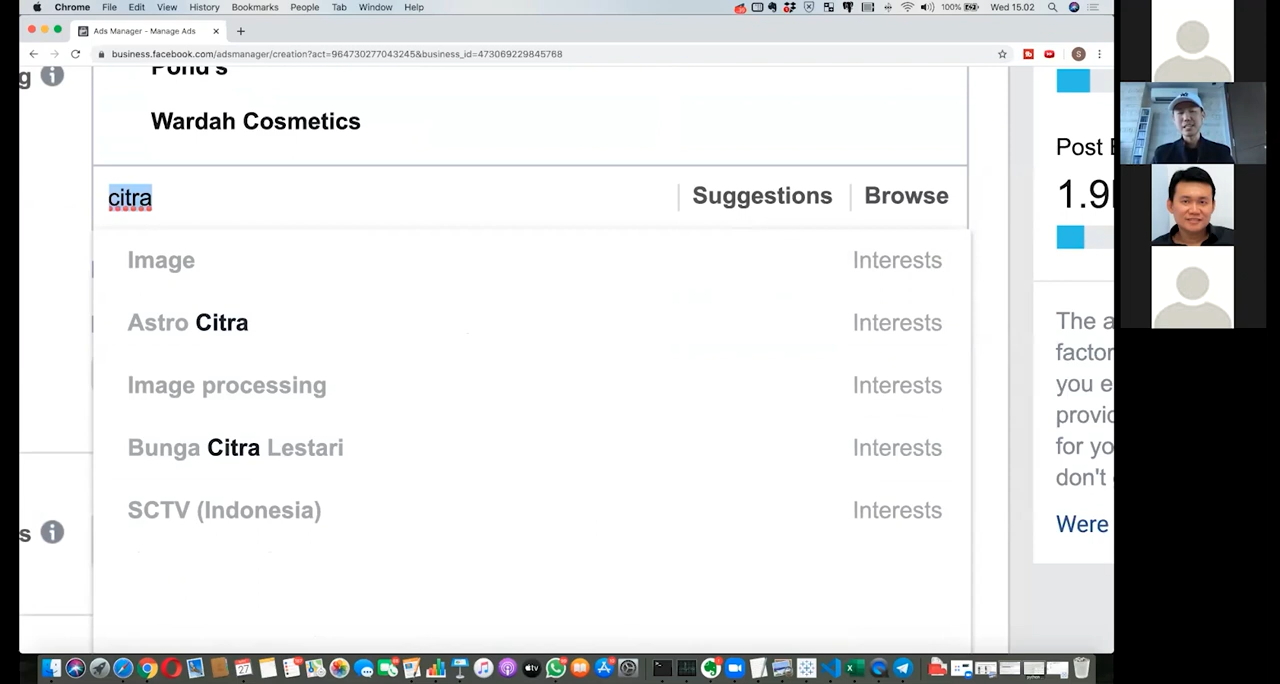 Chrome File Edit View History Bookmarks People Tab Window Help 100% Wed 15.02
Ads Manager - Manage Ads
business.facebook.com/adsmanager/creation?act=964730277043245&business_id=473069229845768
S
g
Pond's
Wardah Cosmetics
citra Suggestions Browse
Image Interests
Astro Citra Interests
Image processing Interests
Bunga Citra Lestari Interests
SCTV (Indonesia) Interests
s
Post
1.9
The a
factor
you e
provid
for yo
don't
Were
27
tv